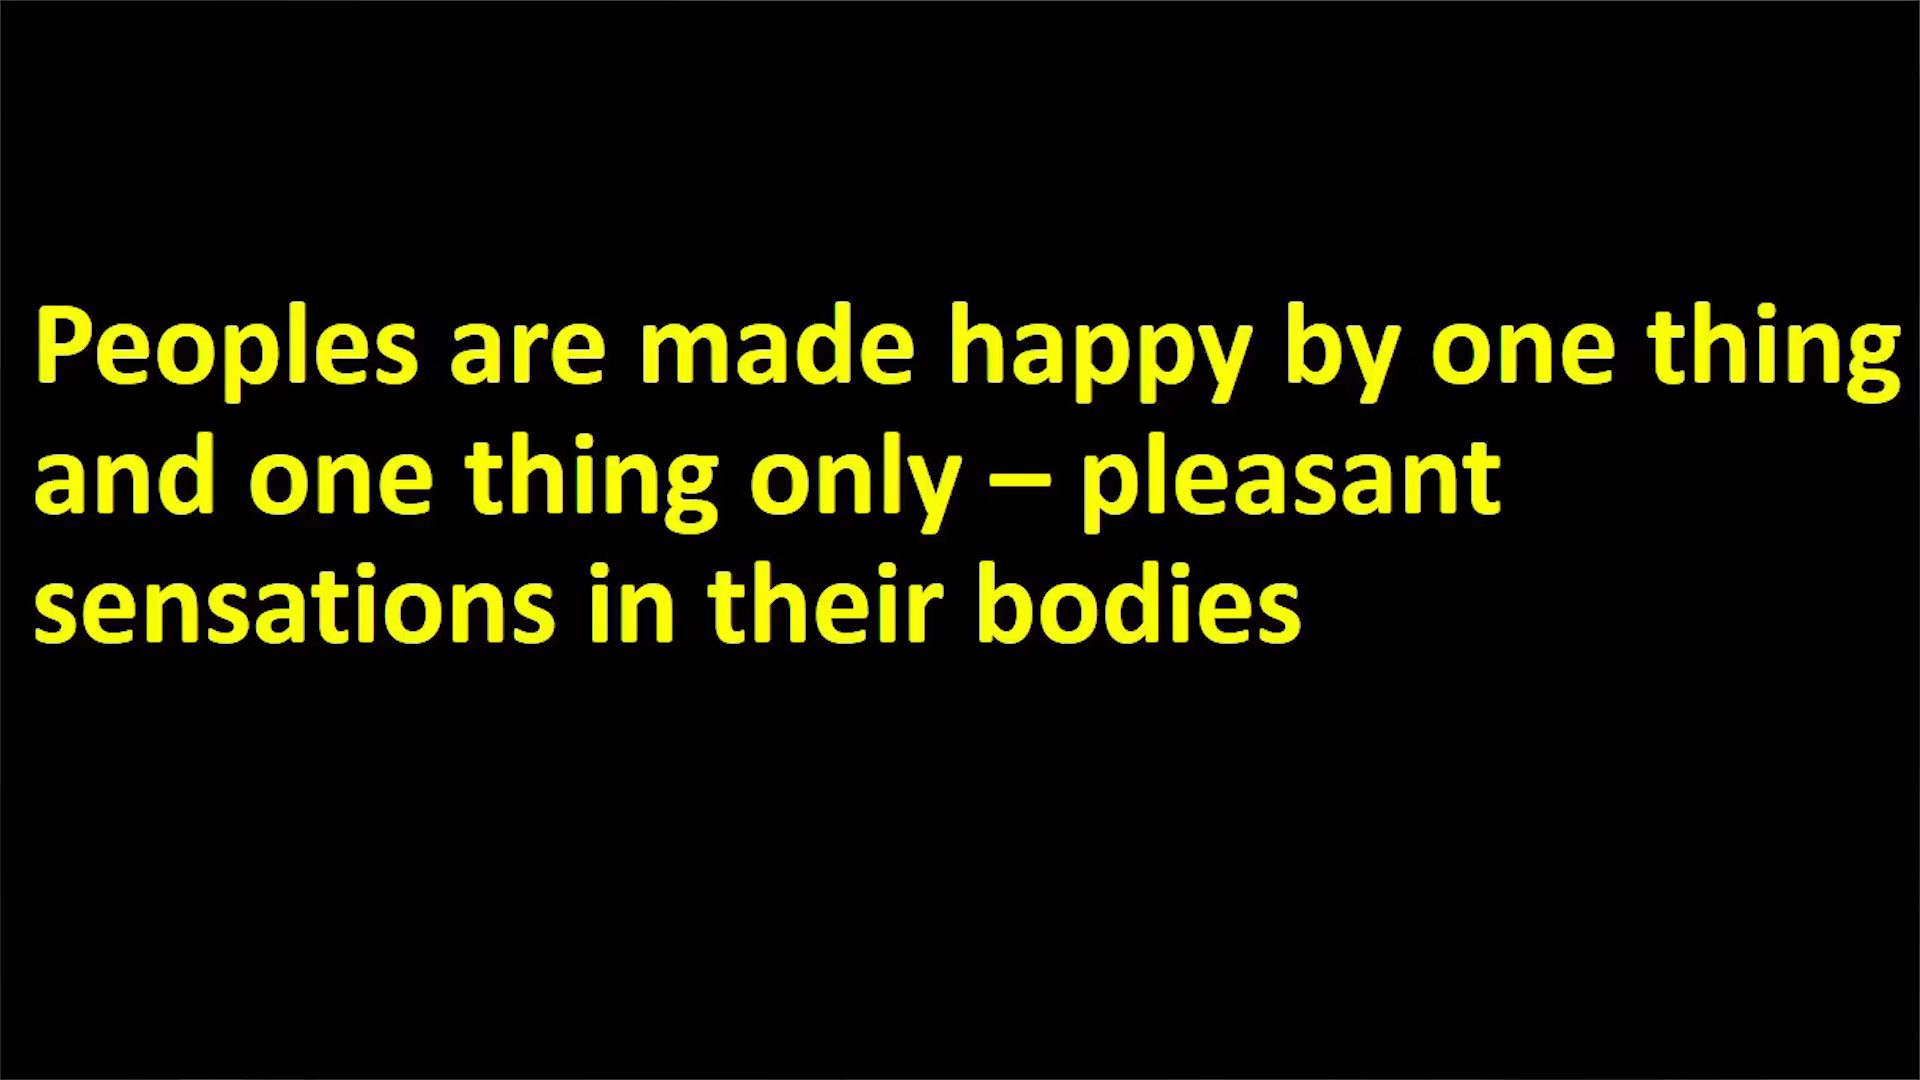 Peoples are made happy by one thing
and one thing only – pleasant
sensations in their bodies